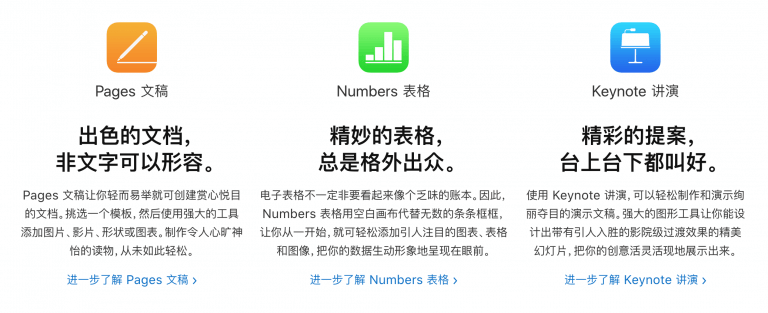 Pages 文稿
出色的文档，
非文字可以形容。
Pages 文稿让你轻而易举就可创建赏心悦目
的文档。挑选一个模板，然后使用强大的工具
添加图片、影片、形状或图表。制作令人心旷神
怡的读物，从未如此轻松。
进一步了解 Pages 文稿 ›
Numbers 表格
精妙的表格，
总是格外出众。
电子表格不一定非要看起来像个乏味的账本。因此，
Numbers 表格用空白画布代替无数的条条框框，
让你从一开始，就可轻松添加引人注目的图表、表格
和图像，把你的数据生动形象地呈现在眼前。
进一步了解 Numbers 表格 ›
Keynote 讲演
精彩的提案，
台上台下都叫好。
使用 Keynote 讲演，可以轻松制作和演示绚
丽夺目的演示文稿。强大的图形工具让你能设
计出带有引人入胜的影院级过渡效果的精美
幻灯片，把你的创意活灵活现地展示出来。
进一步了解 Keynote 讲演 ›